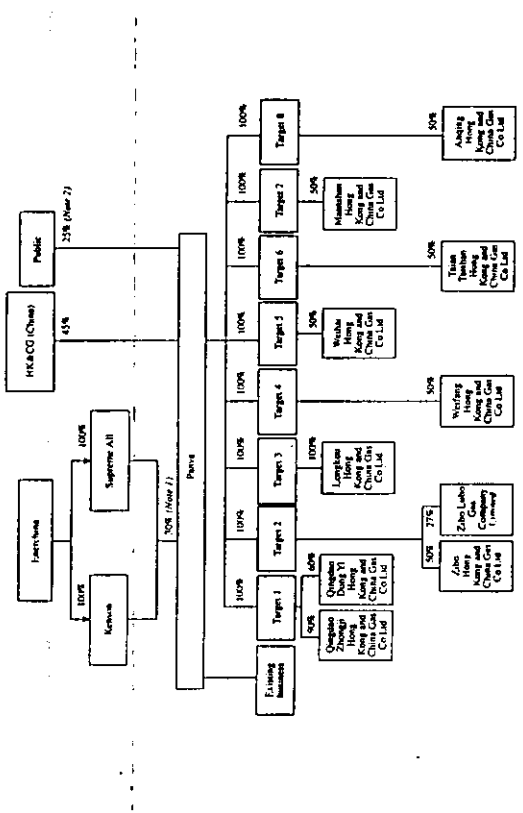 Enerchina
HK&CG (China)
Public
100%
100%
45%
25% (Note 2)
Kenson
Supreme All
30% (Note 1)
Panva
Existing
business
100%
100%
100%
100%
100%
100%
100%
100%
Target 1
Target 2
Target 3
Target 4
Target 5
Target 6
Target 7
Target 8
90%
60%
50%
27%
100%
50%
50%
50%
50%
50%
Qingdao
Zhongji
Hong
Kong and
China Gas
Co Ltd
Qingdao
Dong Yi
Hong
Kong and
China Gas
Co Ltd
Zibo
Hong
Kong and
China Gas
Co Ltd
Zibo Lubo
Gas
Company
Limited
Longkou
Hong
Kong and
China Gas
Co Ltd
Weifang
Hong
Kong and
China Gas
Co Ltd
Weihai
Hong
Kong and
China Gas
Co Ltd
Taian
Taishan
Hong
Kong and
China Gas
Co Ltd
Maanshan
Hong
Kong and
China Gas
Co Ltd
Anqing
Hong
Kong and
China Gas
Co Ltd